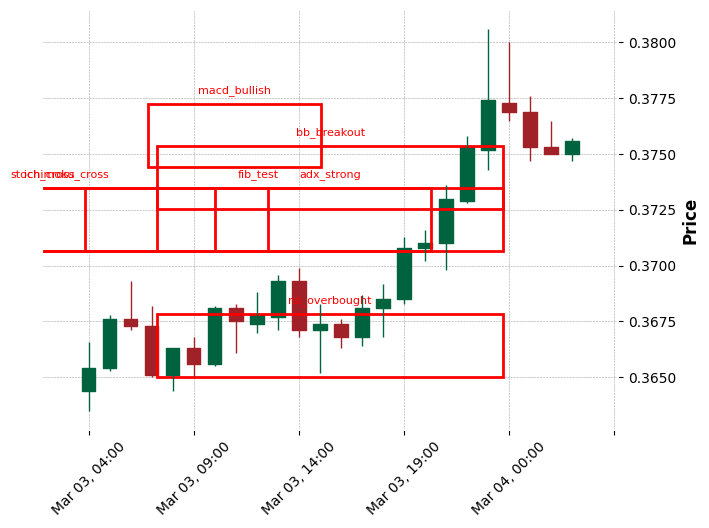 macd_bullish
bb_breakout
fib_test
adx_strong
0.3800
0.3775
0.3750
0.3725
0.3700
0.3675
0.3650
Price
Mar 03, 04:00
Mar 03, 09:00
Mar 03, 14:00
Mar 03, 19:00
Mar 04, 00:00